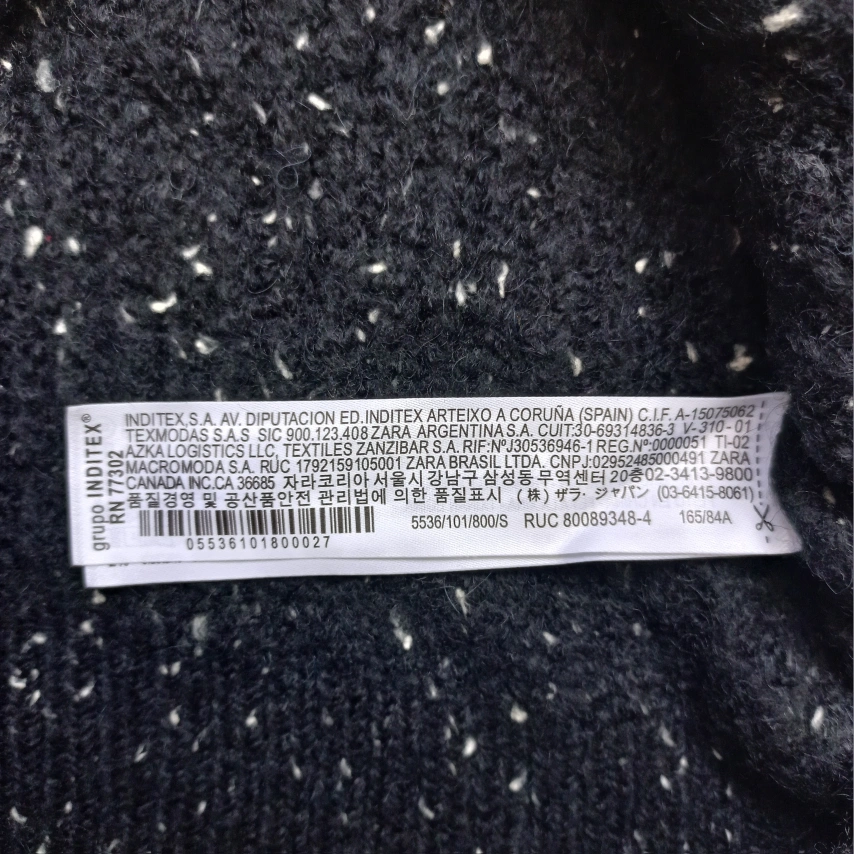 grupo INDITEX®
RN 77302
INDITEX,S.A. AV. DIPUTACION ED.INDITEX ARTEIXO A CORUÑA (SPAIN) C.I.F. A-15075062
TEXMODAS S.A.S SIC 900.123.408 ZARA ARGENTINA S.A. CUIT:30-69314836-3 V-310-01
AZKA LOGISTICS LLC, TEXTILES ZANZIBAR S.A. RIF:NºJ30536946-1 REG.Nº:0000051 TI-02
MACROMODA S.A. RUC 1792159105001 ZARA BRASIL LTDA. CNPJ:02952485000491 ZARA
CANADA INC.CA 36685 자라코리아 서울시 강남구 삼성동 무역센터 20층 02-3413-9800
품질경영 및 공산품안전 관리법에 의한 품질표시 (株) ザラ・ジャパン (03-6415-8061)
5536/101/800/S RUC 80089348-4 165/84A
05536101800027